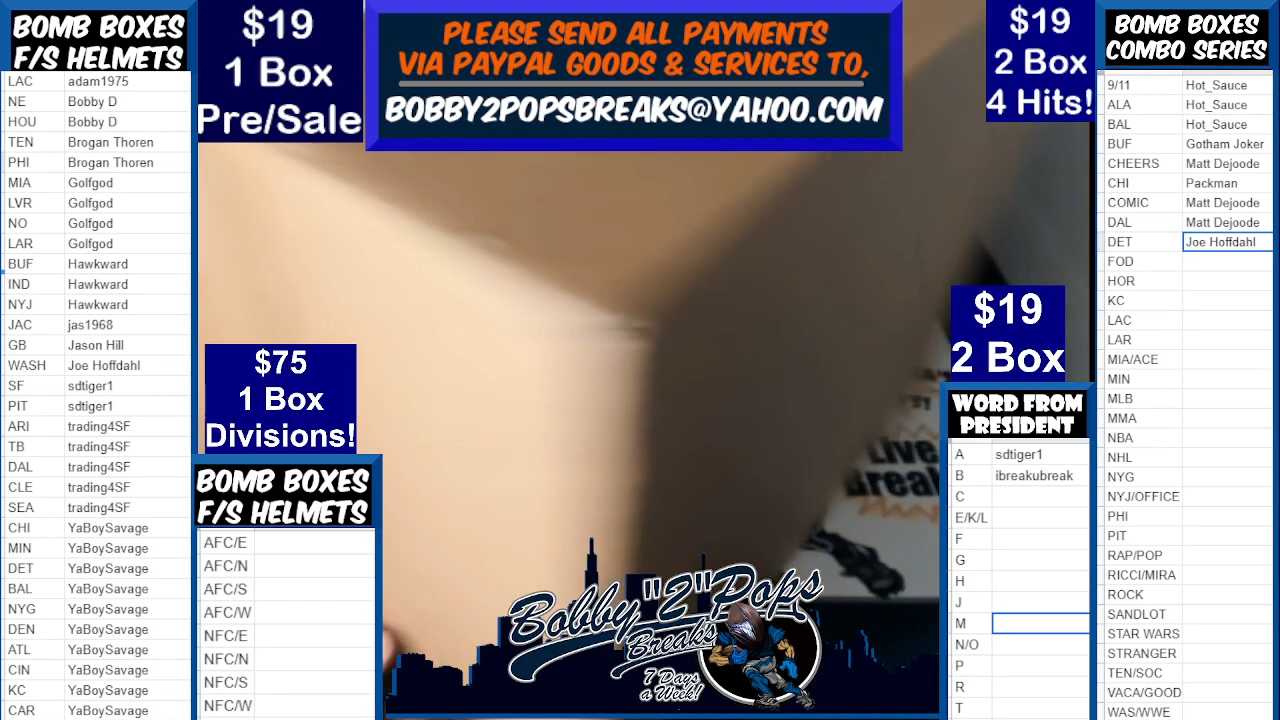 BOMB BOXES
F/S HELMETS
LAC adam1975
NE Bobby D
HOU Bobby D
TEN Brogan Thoren
PHI Brogan Thoren
MIA Golfgod
LVR Golfgod
NO Golfgod
LAR Golfgod
BUF Hawkward
IND Hawkward
NYJ Hawkward
JAC jas1968
GB Jason Hill
WASH Joe Hoffdahl
SF sdtiger1
PIT sdtiger1
ARI trading4SF
TB trading4SF
DAL trading4SF
CLE trading4SF
SEA trading4SF
CHI YaBoySavage
MIN YaBoySavage
DET YaBoySavage
BAL YaBoySavage
NYG YaBoySavage
DEN YaBoySavage
ATL YaBoySavage
CIN YaBoySavage
KC YaBoySavage
CAR YaBoySavage
$19
1 Box
Pre/Sale
PLEASE SEND ALL PAYMENTS
VIA PAYPAL GOODS & SERVICES TO,
BOBBY2POPSBREAKS@YAHOO.COM
$19
2 Box
4 Hits!
$75
1 Box
Divisions!
BOMB BOXES
F/S HELMETS
AFC/E
AFC/N
AFC/S
AFC/W
NFC/E
NFC/N
NFC/S
NFC/W
Live
Break
Bobby "2" Pops
Breaks
7 Days
a Week!
$19
2 Box
WORD FROM
PRESIDENT
A sdtiger1
B ibreakubreak
C
E/K/L
F
G
H
J
M
N/O
P
R
T
BOMB BOXES
COMBO SERIES
9/11 Hot_Sauce
ALA Hot_Sauce
BAL Hot_Sauce
BUF Gotham Joker
CHEERS Matt Dejoode
CHI Packman
COMIC Matt Dejoode
DAL Matt Dejoode
DET Joe Hoffdahl
FOD
HOR
KC
LAC
LAR
MIA/ACE
MIN
MLB
MMA
NBA
NHL
NYG
NYJ/OFFICE
PHI
PIT
RAP/POP
RICCI/MIRA
ROCK
SANDLOT
STAR WARS
STRANGER
TEN/SOC
VACA/GOOD
WAS/WWE